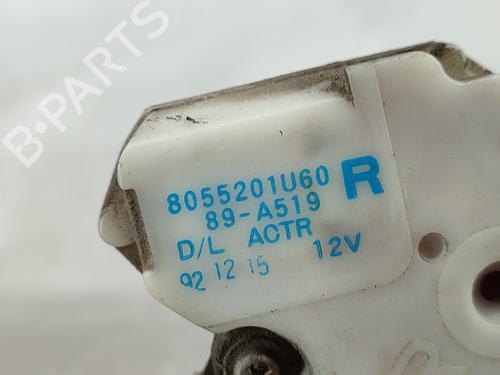 B-PARTS
8055201U60 R
89-A519
D/L ACTR 12V
92 12 15